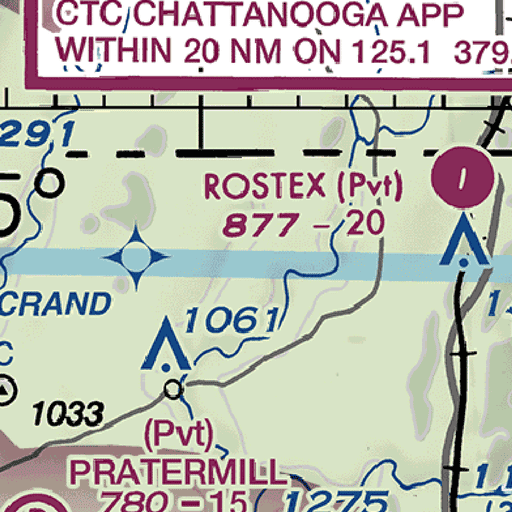 CTC CHATTANOOGA APP
WITHIN 20 NM ON 125.1 379.
291
5
ROSTEX (Pvt)
877 - 20
I
CRAND
1061
C
1033
(Pvt)
PRATERMILL
780 - 15
1275